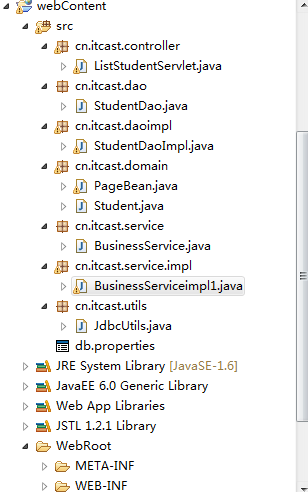 webContent
src
cn.itcast.controller
ListStudentServlet.java
cn.itcast.dao
StudentDao.java
cn.itcast.daoimpl
StudentDaoImpl.java
cn.itcast.domain
PageBean.java
Student.java
cn.itcast.service
BusinessService.java
cn.itcast.service.impl
BusinessServiceimpl1.java
cn.itcast.utils
JdbcUtils.java
db.properties
JRE System Library [JavaSE-1.6]
JavaEE 6.0 Generic Library
Web App Libraries
JSTL 1.2.1 Library
WebRoot
META-INF
WEB-INF